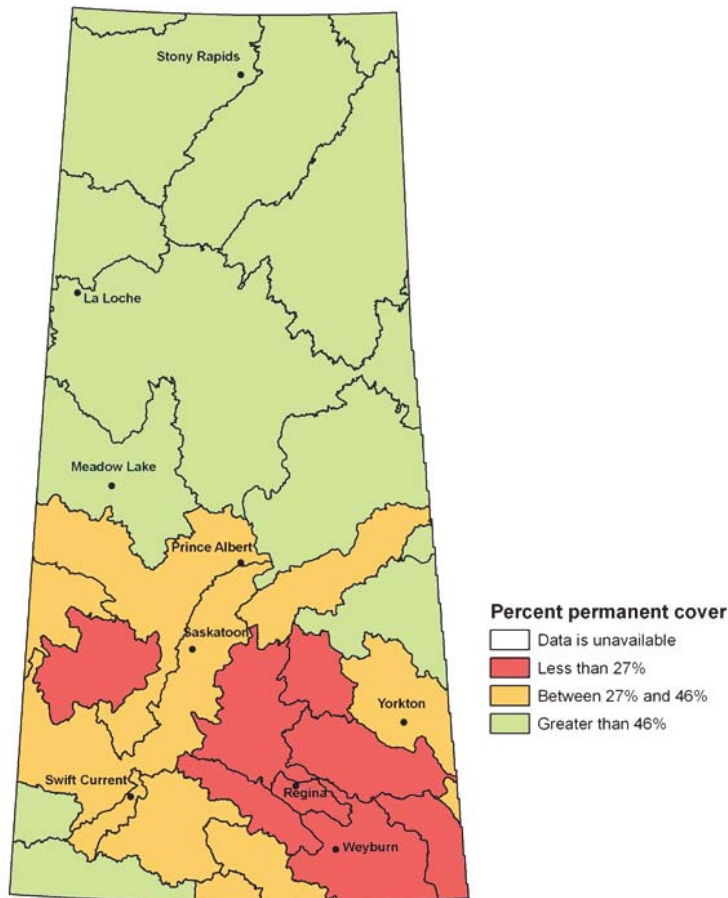 Stony Rapids
La Loche
Meadow Lake
Prince Albert
Saskatoon
Yorkton
Swift Current
Regina
Weyburn
Percent permanent cover
Data is unavailable
Less than 27%
Between 27% and 46%
Greater than 46%